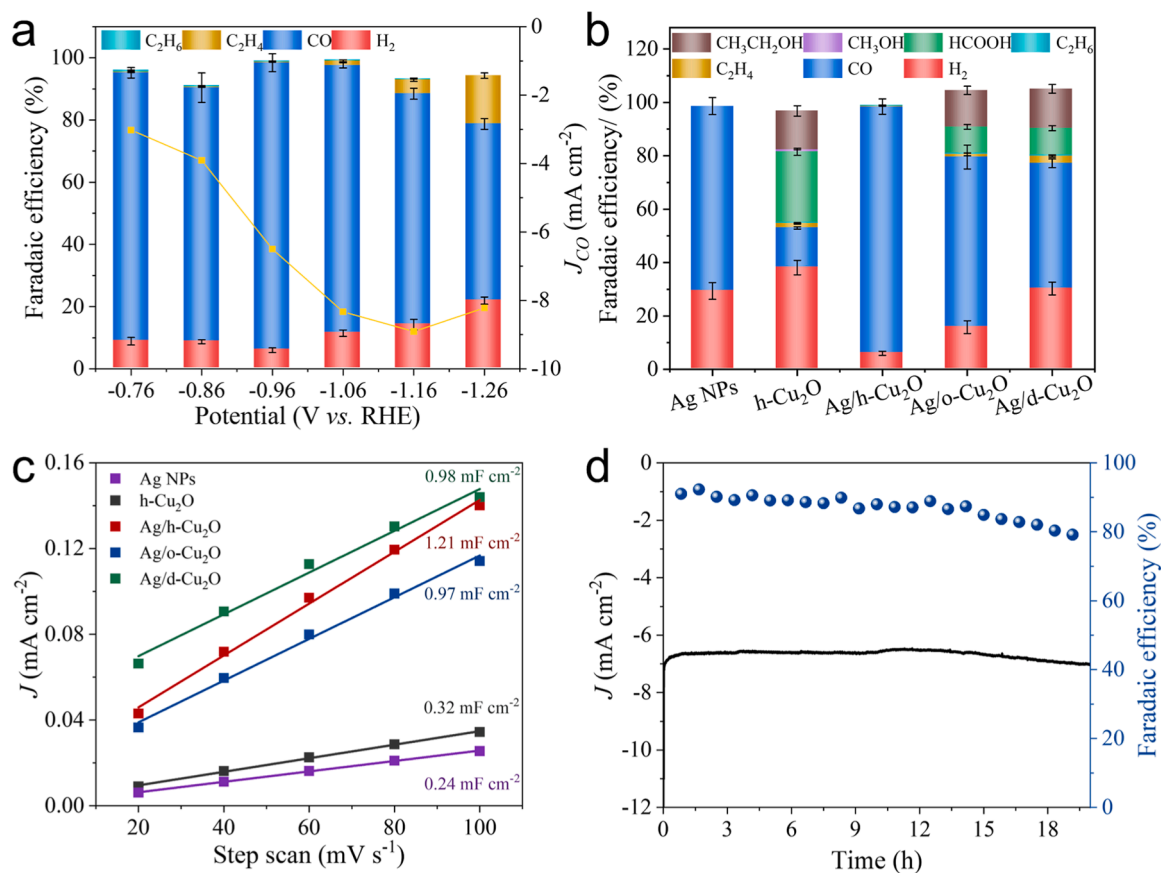 a
C₂H₆ C₂H₄ CO H₂
Faradaic efficiency (%)
100
80
60
40
20
0
-0.76 -0.86 -0.96 -1.06 -1.16 -1.26
Potential (V vs. RHE)
0
-2
-4
-6
-8
-10
J_CO (mA cm⁻²)
b
CH₃CH₂OH CH₃OH HCOOH C₂H₆
C₂H₄ CO H₂
Faradaic efficiency/ (%)
120
100
80
60
40
20
0
Ag NPs h-Cu₂O Ag/h-Cu₂O Ag/o-Cu₂O Ag/d-Cu₂O
c
Ag NPs
h-Cu₂O
Ag/h-Cu₂O
Ag/o-Cu₂O
Ag/d-Cu₂O
0.98 mF cm⁻²
1.21 mF cm⁻²
0.97 mF cm⁻²
0.32 mF cm⁻²
0.24 mF cm⁻²
J (mA cm⁻²)
0.16
0.12
0.08
0.04
0.00
20 40 60 80 100
Step scan (mV s⁻¹)
d
J (mA cm⁻²)
0
-2
-4
-6
-8
-10
-12
0 3 6 9 12 15 18
Time (h)
100
80
60
40
20
0
Faradaic efficiency (%)